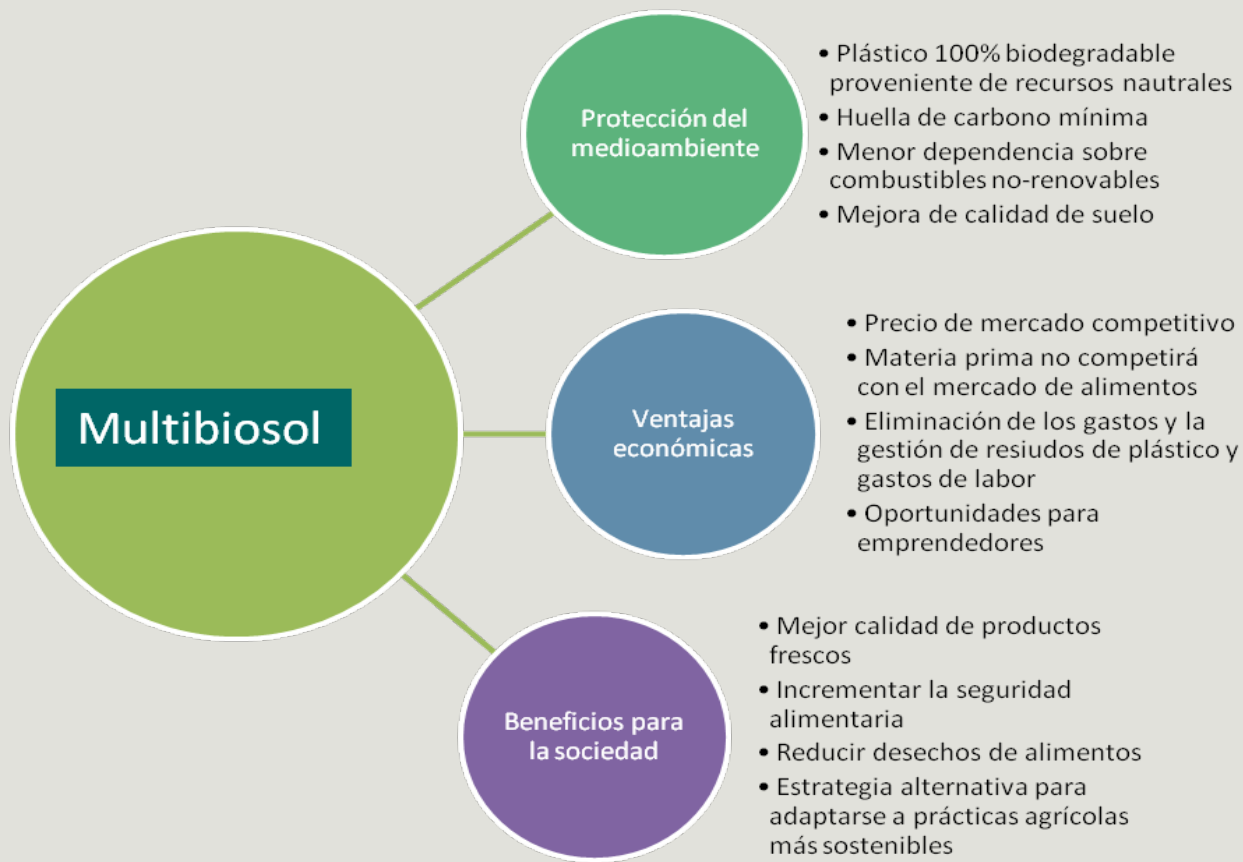 Multibiosol
Protección del
medioambiente
• Plástico 100% biodegradable
proveniente de recursos nautrales
• Huella de carbono mínima
• Menor dependencia sobre
combustibles no-renovables
• Mejora de calidad de suelo
Ventajas
económicas
• Precio de mercado competitivo
• Materia prima no competirá
con el mercado de alimentos
• Eliminación de los gastos y la
gestión de resiudos de plástico y
gastos de labor
• Oportunidades para
emprendedores
Beneficios para
la sociedad
• Mejor calidad de productos
frescos
• Incrementar la seguridad
alimentaria
• Reducir desechos de alimentos
• Estrategia alternativa para
adaptarse a prácticas agrícolas
más sostenibles